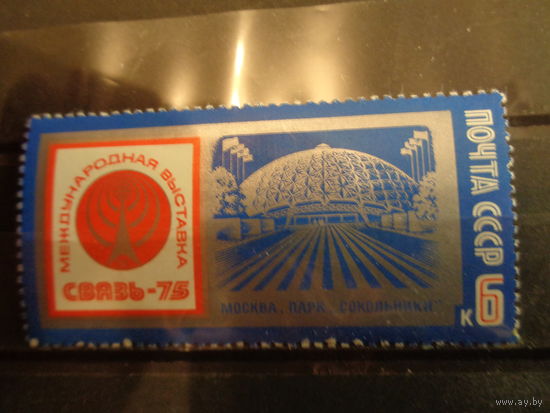 МЕЖДУНАРОДНАЯ ВЫСТАВКА
СВЯЗЬ-75
МОСКВА, ПАРК "СОКОЛЬНИКИ"
ПОЧТА СССР 6
К
www.ay.by